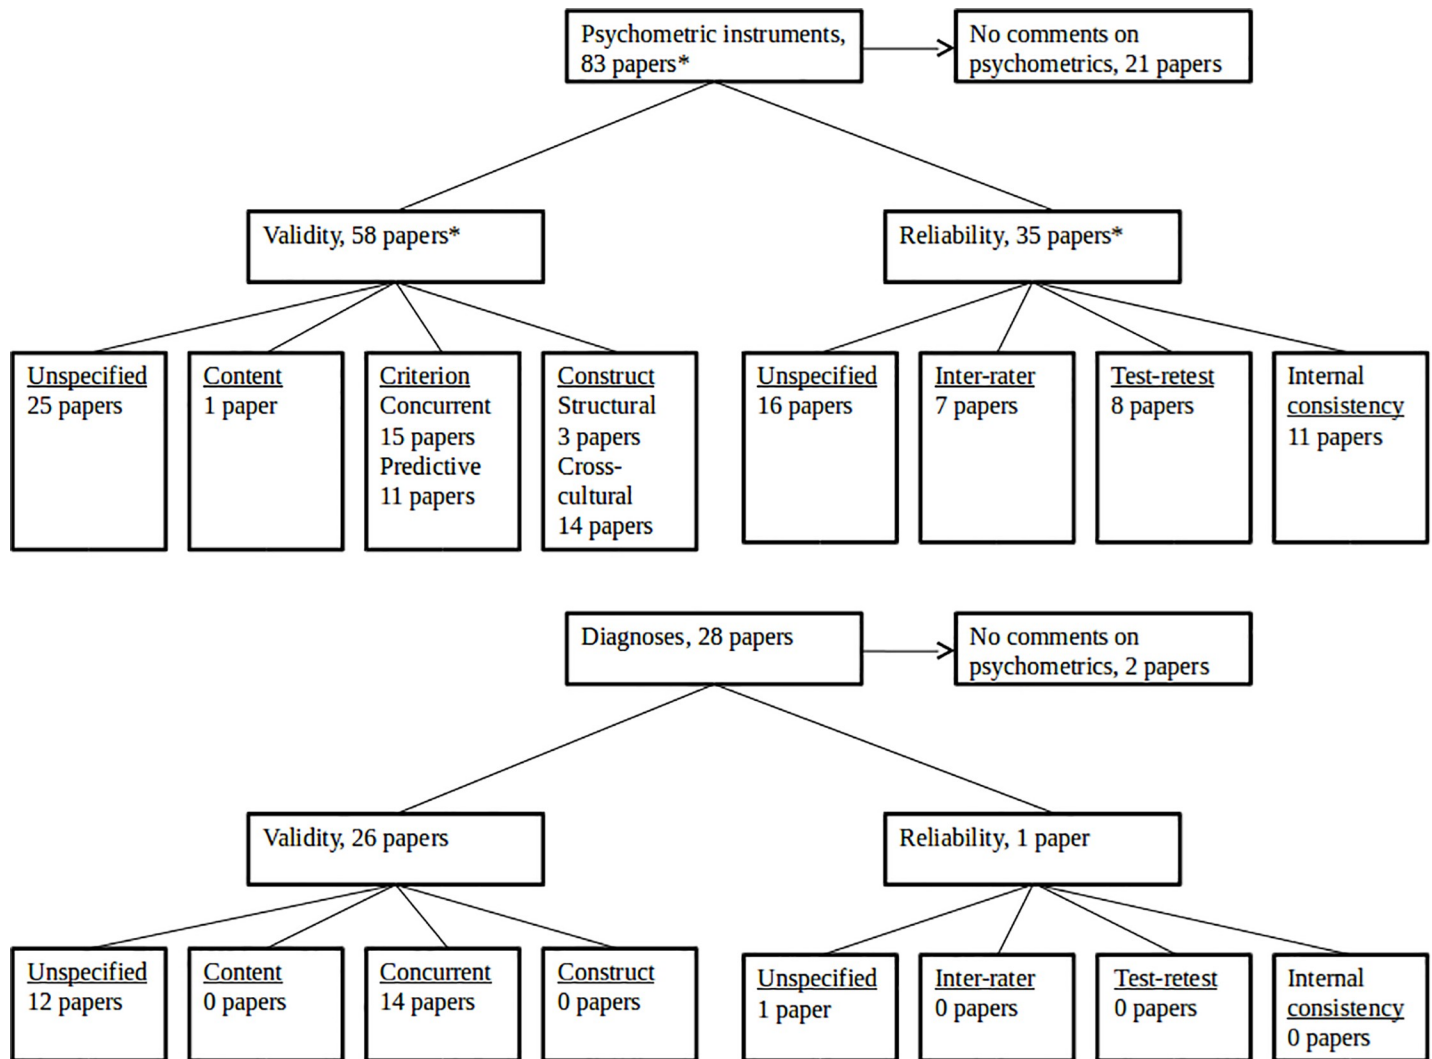 Psychometric instruments,
83 papers*
No comments on
psychometrics, 21 papers
Validity, 58 papers*
Reliability, 35 papers*
Unspecified
25 papers
Content
1 paper
Criterion
Concurrent
15 papers
Predictive
11 papers
Construct
Structural
3 papers
Cross-
cultural
14 papers
Unspecified
16 papers
Inter-rater
7 papers
Test-retest
8 papers
Internal
consistency
11 papers
Diagnoses, 28 papers
No comments on
psychometrics, 2 papers
Validity, 26 papers
Reliability, 1 paper
Unspecified
12 papers
Content
0 papers
Concurrent
14 papers
Construct
0 papers
Unspecified
1 paper
Inter-rater
0 papers
Test-retest
0 papers
Internal
consistency
0 papers